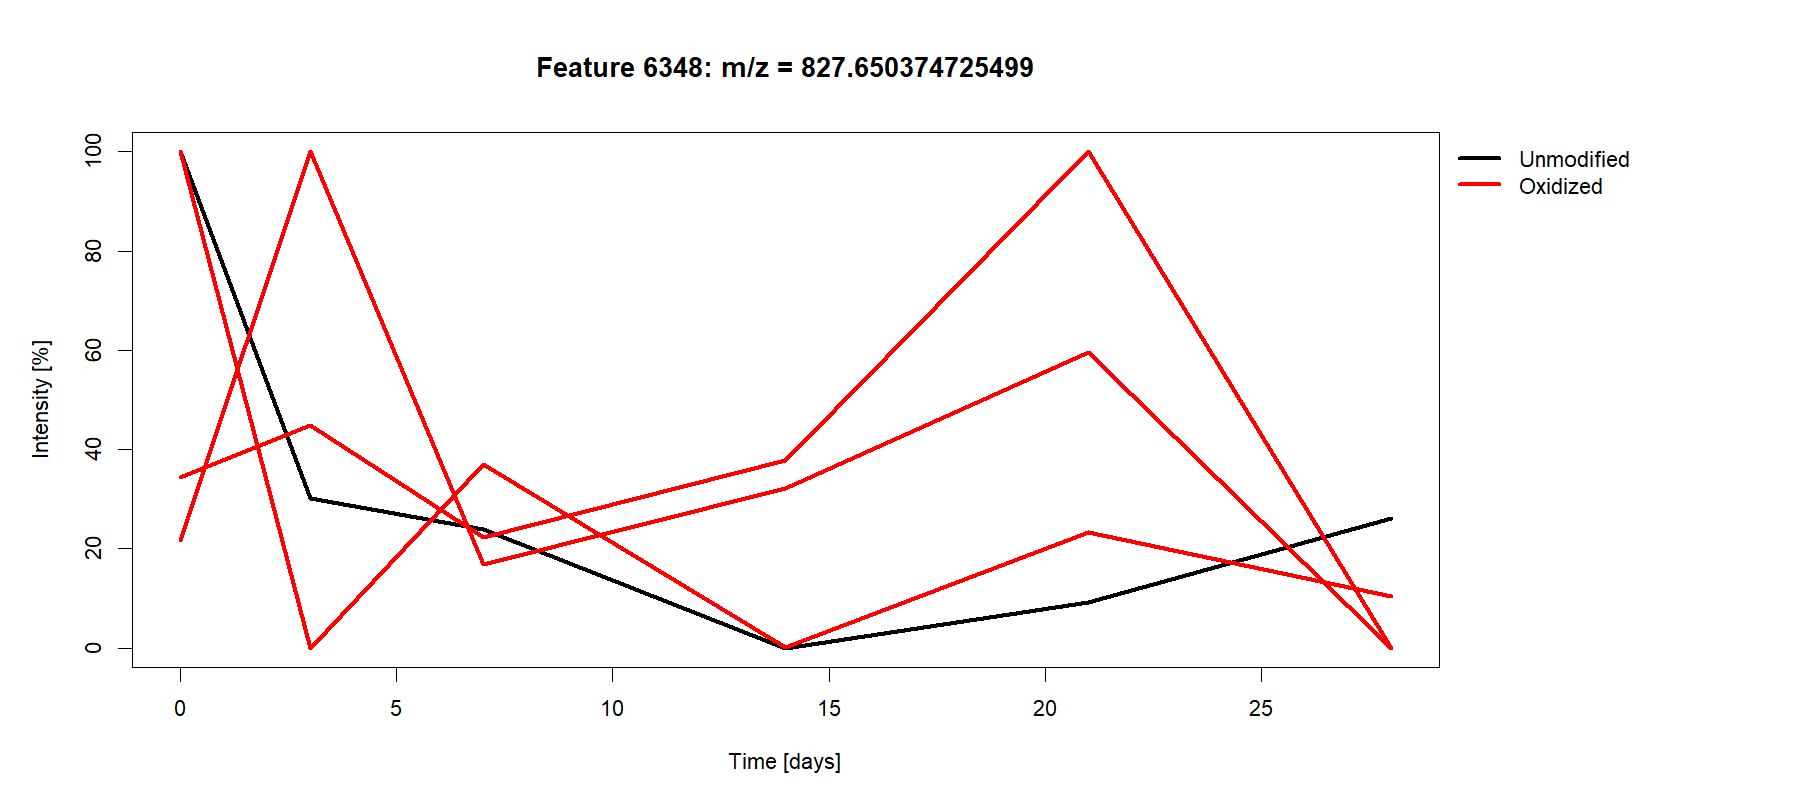 Feature 6348: m/z = 827.650374725499
100
80
60
40
20
0
Intensity [%]
0 5 10 15 20 25
Time [days]
Unmodified
Oxidized